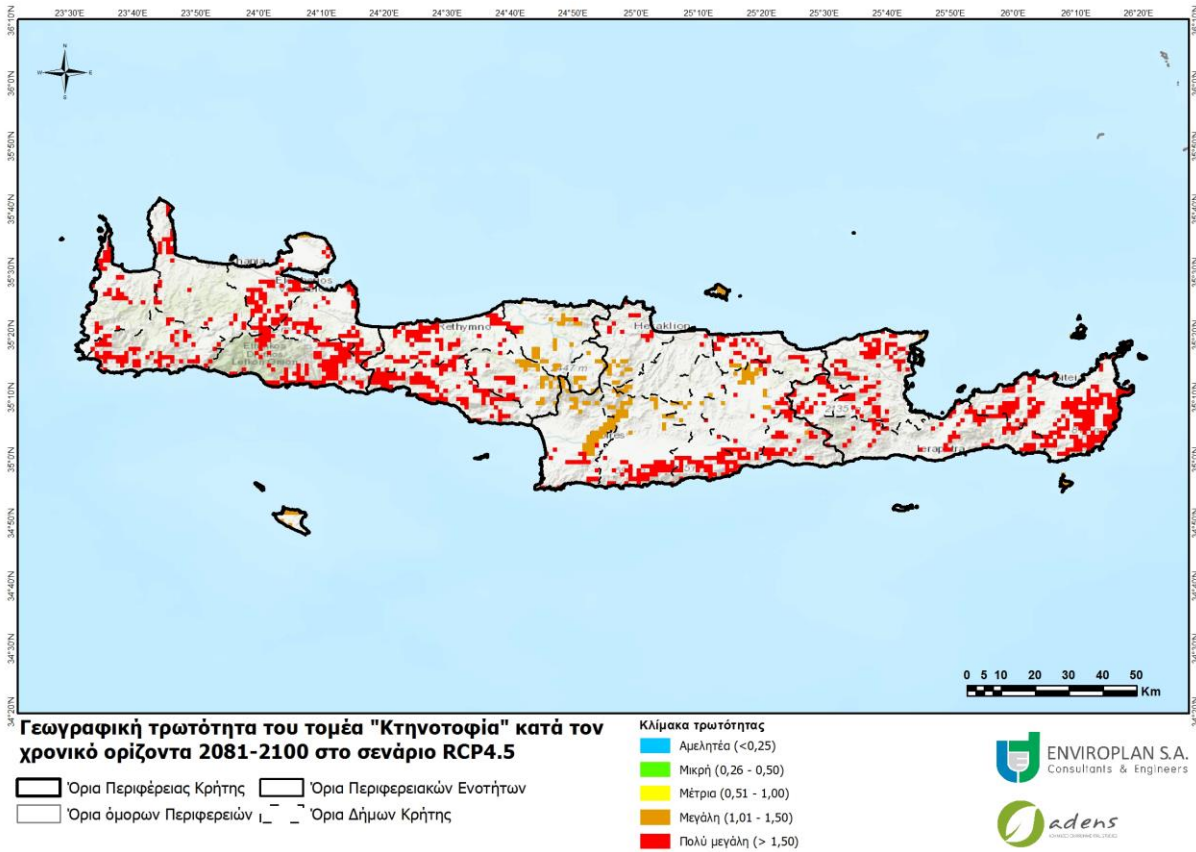 23°30'E 23°40'E 23°50'E 24°0'E 24°10'E 24°20'E 24°30'E 24°40'E 24°50'E 25°0'E 25°10'E 25°20'E 25°30'E 25°40'E 25°50'E 26°0'E 26°10'E 26°20'E
36°10'N
36°0'N
35°50'N
35°40'N
35°30'N
35°20'N
35°10'N
35°0'N
34°50'N
34°40'N
34°30'N
34°20'N
N
W E
S
Rethymno
Heraklion
Ierapetra
0 5 10 20 30 40 50
Km
Γεωγραφική τρωτότητα του τομέα "Κτηνοτοφία" κατά τον
χρονικό ορίζοντα 2081-2100 στο σενάριο RCP4.5
Όρια Περιφέρειας Κρήτης Όρια Περιφερειακών Ενοτήτων
Όρια όμορων Περιφερειών Όρια Δήμων Κρήτης
Κλίμακα τρωτότητας
Αμελητέα (<0,25)
Μικρή (0,26 - 0,50)
Μέτρια (0,51 - 1,00)
Μεγάλη (1,01 - 1,50)
Πολύ μεγάλη (> 1,50)
ENVIROPLAN S.A.
Consultants & Engineers
adens